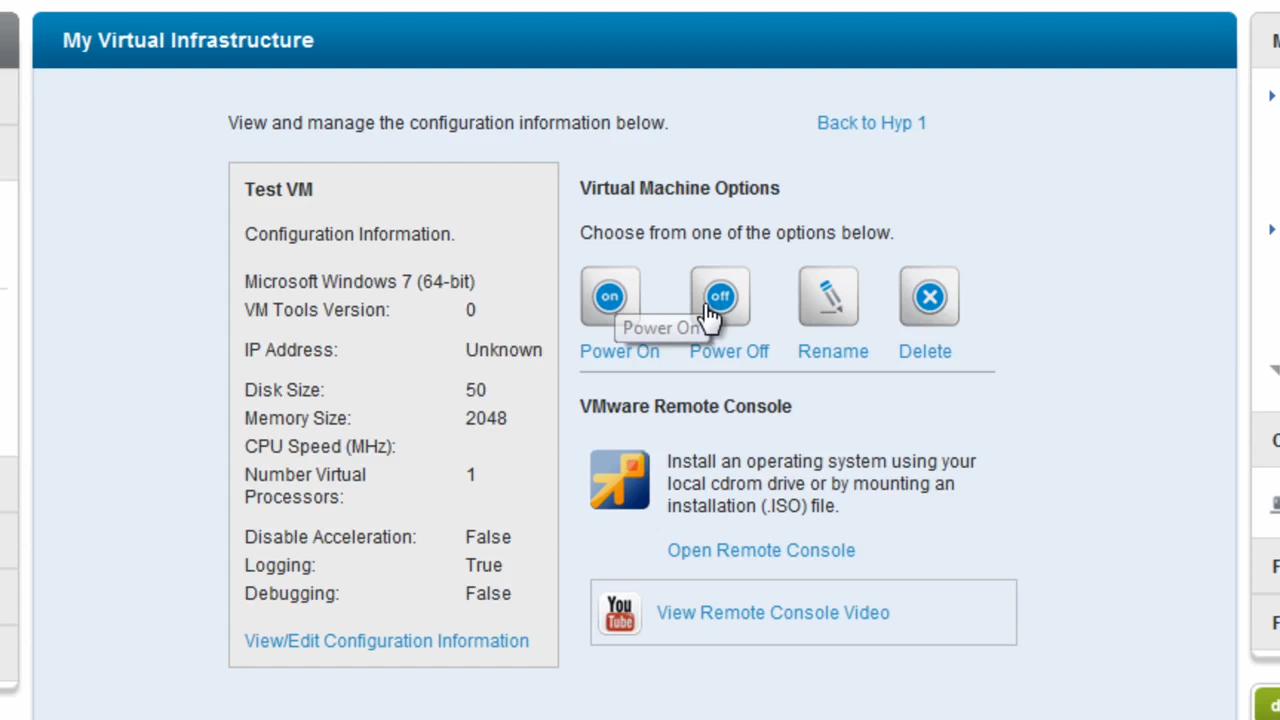 My Virtual Infrastructure
View and manage the configuration information below.
Back to Hyp 1
Test VM
Configuration Information.
Microsoft Windows 7 (64-bit)
VM Tools Version: 0
IP Address: Unknown
Disk Size: 50
Memory Size: 2048
CPU Speed (MHz):
Number Virtual 1
Processors:
Disable Acceleration: False
Logging: True
Debugging: False
View/Edit Configuration Information
Virtual Machine Options
Choose from one of the options below.
on off
Power On
Power On Power Off Rename Delete
VMware Remote Console
Install an operating system using your
local cdrom drive or by mounting an
installation (.ISO) file.
Open Remote Console
You
Tube
View Remote Console Video